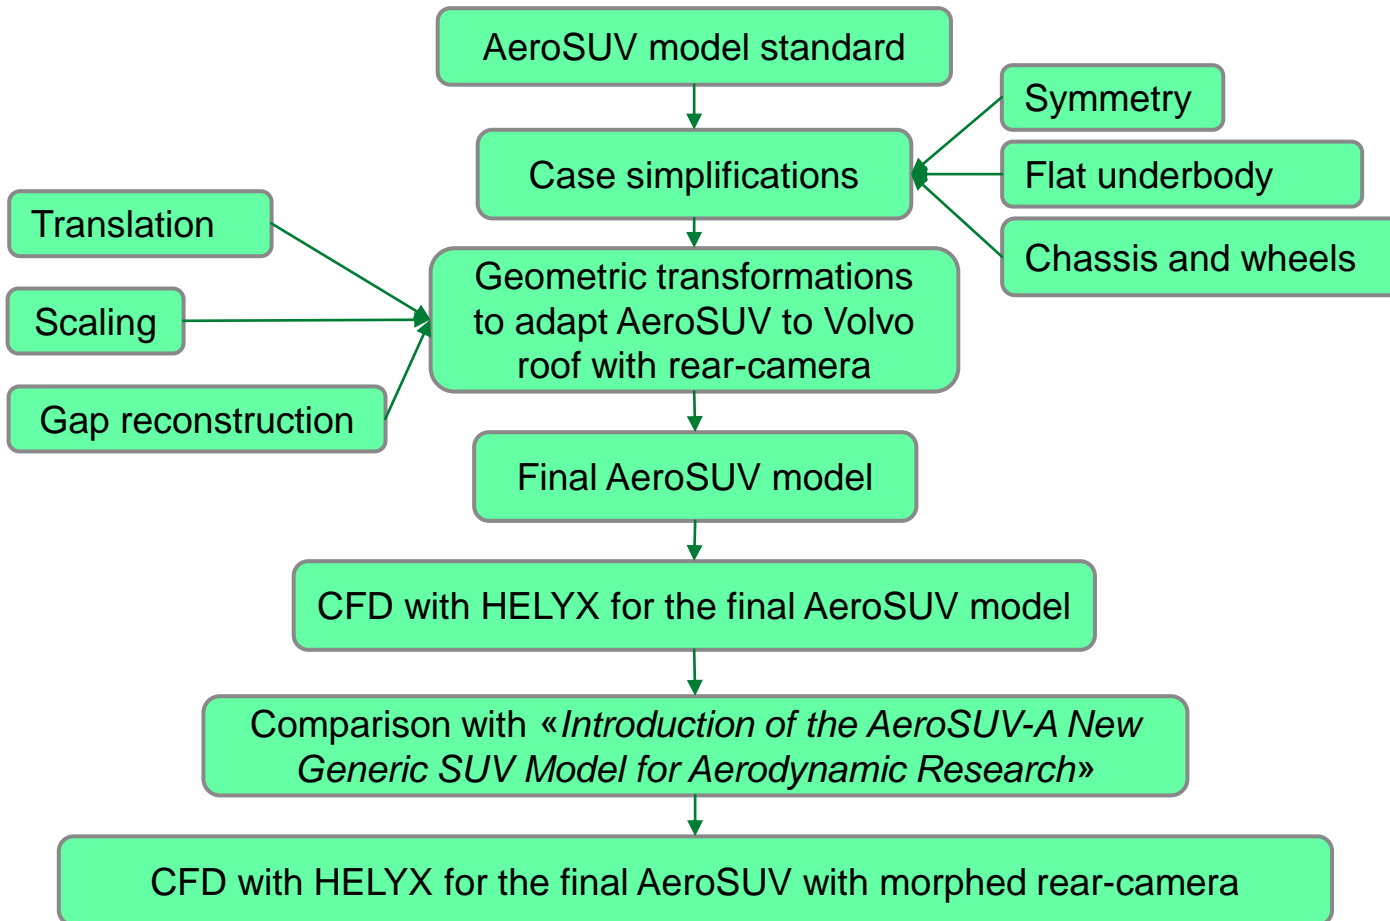 AeroSUV model standard
Symmetry
Case simplifications
Flat underbody
Translation
Chassis and wheels
Geometric transformations
to adapt AeroSUV to Volvo
roof with rear-camera
Scaling
Gap reconstruction
Final AeroSUV model
CFD with HELYX for the final AeroSUV model
Comparison with «Introduction of the AeroSUV-A New
Generic SUV Model for Aerodynamic Research»
CFD with HELYX for the final AeroSUV with morphed rear-camera